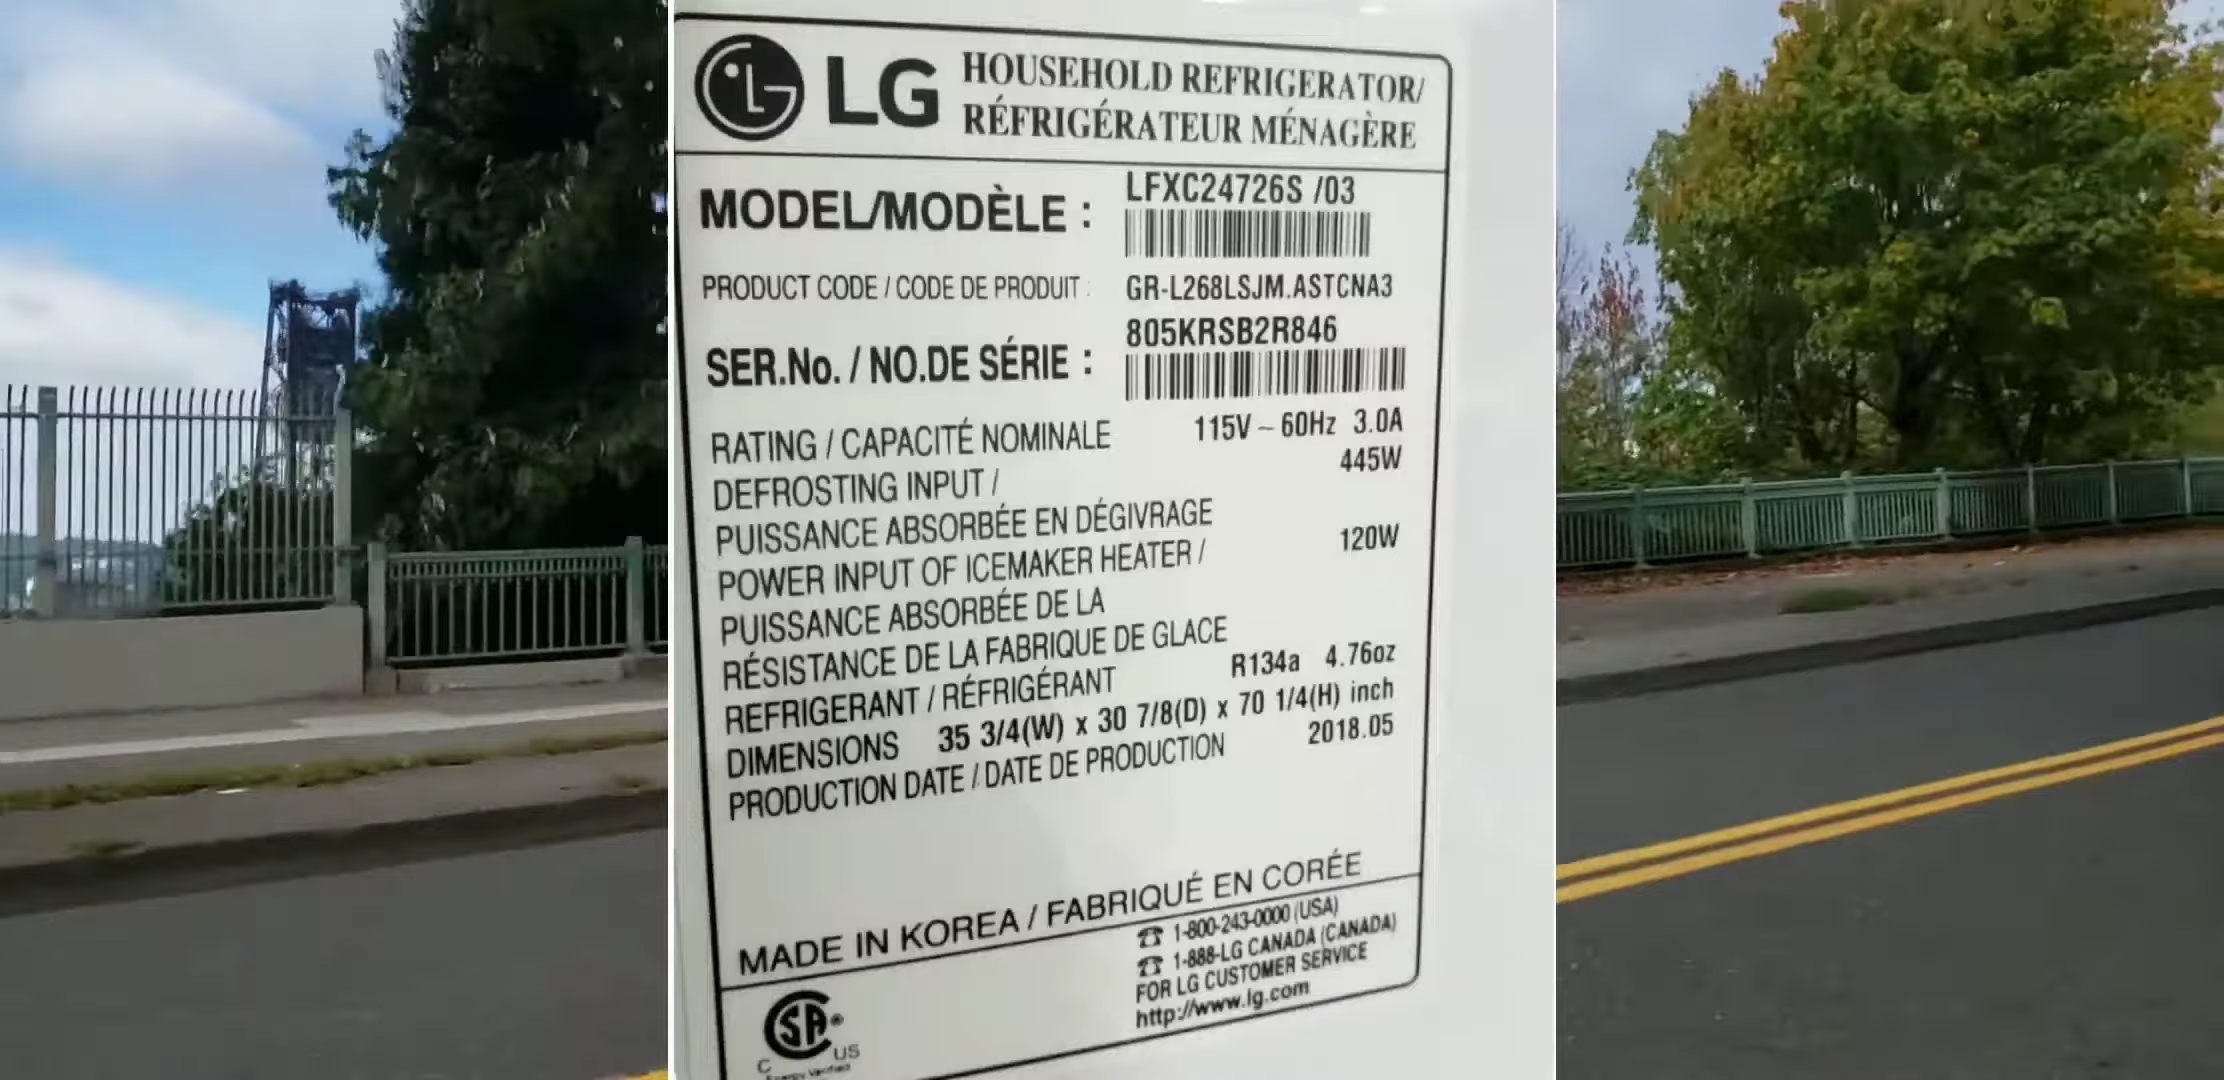 LG HOUSEHOLD REFRIGERATOR/
RÉFRIGÉRATEUR MÉNAGÈRE
MODEL/MODÈLE : LFXC24726S /03
PRODUCT CODE / CODE DE PRODUIT : GR-L268LSJM.ASTCNA3
SER.No. / NO.DE SÉRIE : 805KRSB2R846
RATING / CAPACITÉ NOMINALE 115V ~ 60Hz 3.0A
DEFROSTING INPUT / 445W
PUISSANCE ABSORBÉE EN DÉGIVRAGE
POWER INPUT OF ICEMAKER HEATER / 120W
PUISSANCE ABSORBÉE DE LA
RÉSISTANCE DE LA FABRIQUE DE GLACE
REFRIGERANT / RÉFRIGÉRANT R134a 4.76oz
DIMENSIONS 35 3/4(W) x 30 7/8(D) x 70 1/4(H) inch
PRODUCTION DATE / DATE DE PRODUCTION 2018.05
MADE IN KOREA / FABRIQUÉ EN CORÉE
1-800-243-0000 (USA)
1-888-LG CANADA (CANADA)
FOR LG CUSTOMER SERVICE
http://www.lg.com
CSA®
C US
Energy Verified